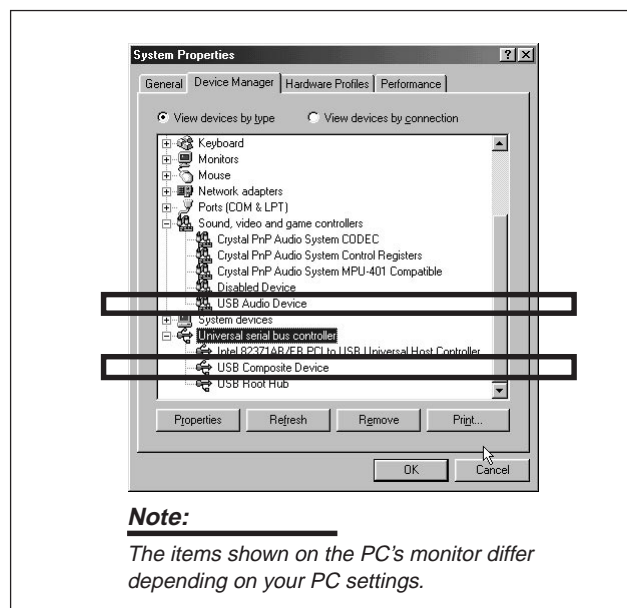 System Properties
? ×
General Device Manager Hardware Profiles Performance
View devices by type View devices by connection
Keyboard
Monitors
Mouse
Network adapters
Ports (COM & LPT)
Sound, video and game controllers
Crystal PnP Audio System CODEC
Crystal PnP Audio System Control Registers
Crystal PnP Audio System MPU-401 Compatible
Disabled Device
USB Audio Device
System devices
Universal serial bus controller
Intel 82371AB/EB PCI to USB Universal Host Controller
USB Composite Device
USB Root Hub
Properties Refresh Remove Print...
OK Cancel
Note:
The items shown on the PC's monitor differ
depending on your PC settings.